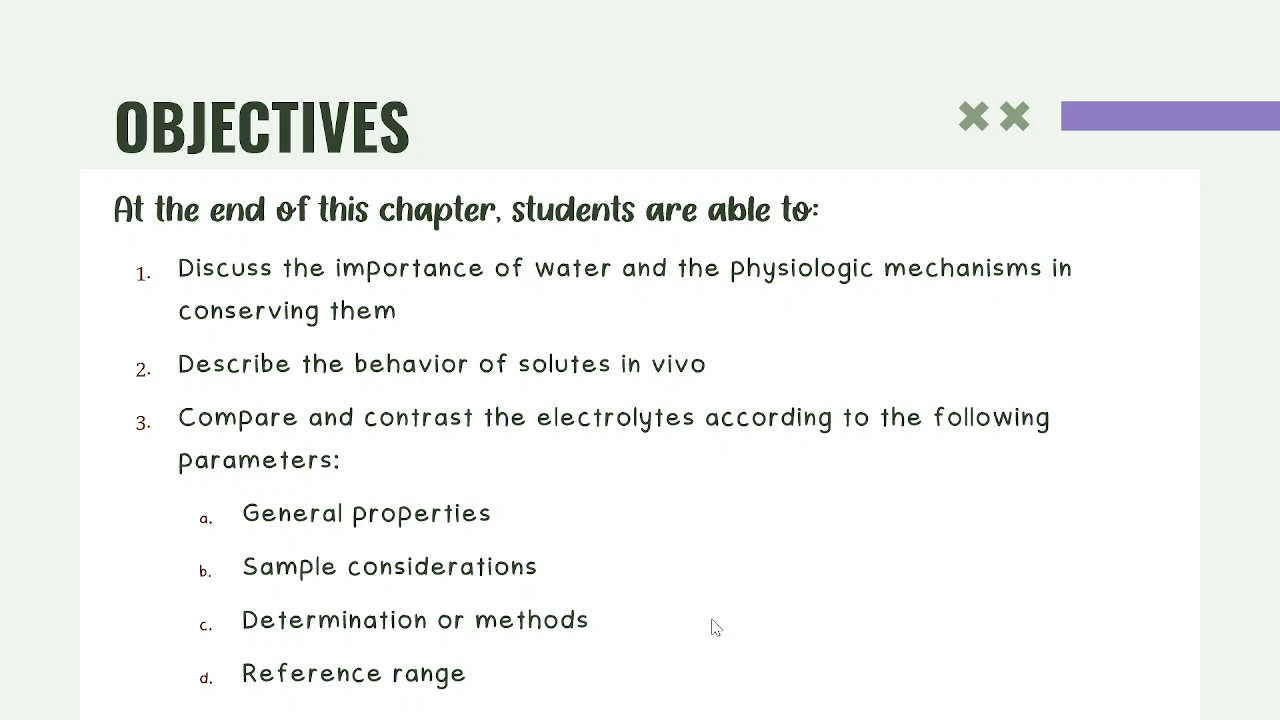 OBJECTIVES
At the end of this chapter, students are able to:
1. Discuss the importance of water and the physiologic mechanisms in
conserving them
2. Describe the behavior of solutes in vivo
3. Compare and contrast the electrolytes according to the following
parameters:
a. General properties
b. Sample considerations
c. Determination or methods
d. Reference range